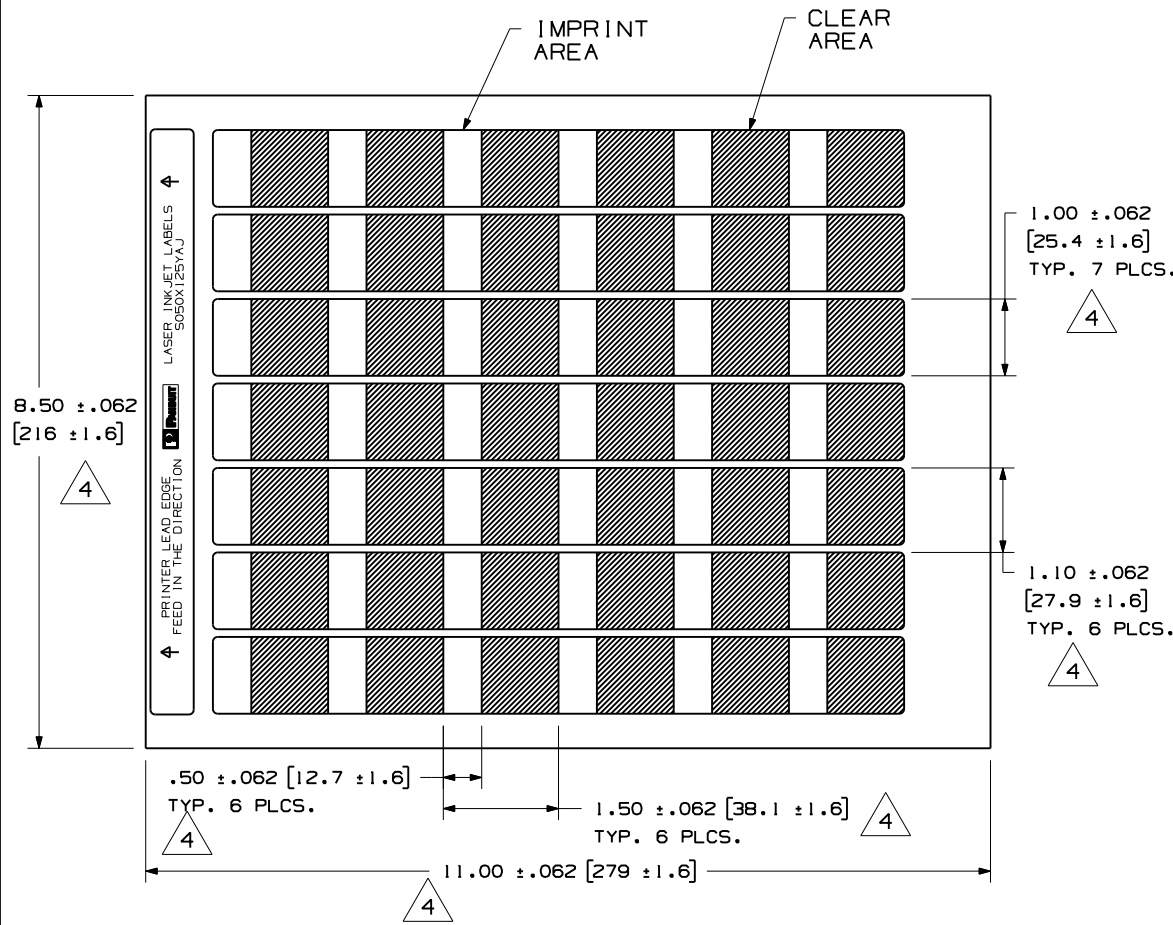 IMPRINT
AREA
CLEAR
AREA
1.00 ±.062
[25.4 ±1.6]
TYP. 7 PLCS.
4
8.50 ±.062
[216 ±1.6]
4
LASER INKJET LABELS
S050X125YAJ
PANDUIT
PRINTER LEAD EDGE
FEED IN THE DIRECTION
1.10 ±.062
[27.9 ±1.6]
TYP. 6 PLCS.
4
.50 ±.062 [12.7 ±1.6]
TYP. 6 PLCS.
4
1.50 ±.062 [38.1 ±1.6]
TYP. 6 PLCS.
4
11.00 ±.062 [279 ±1.6]
4